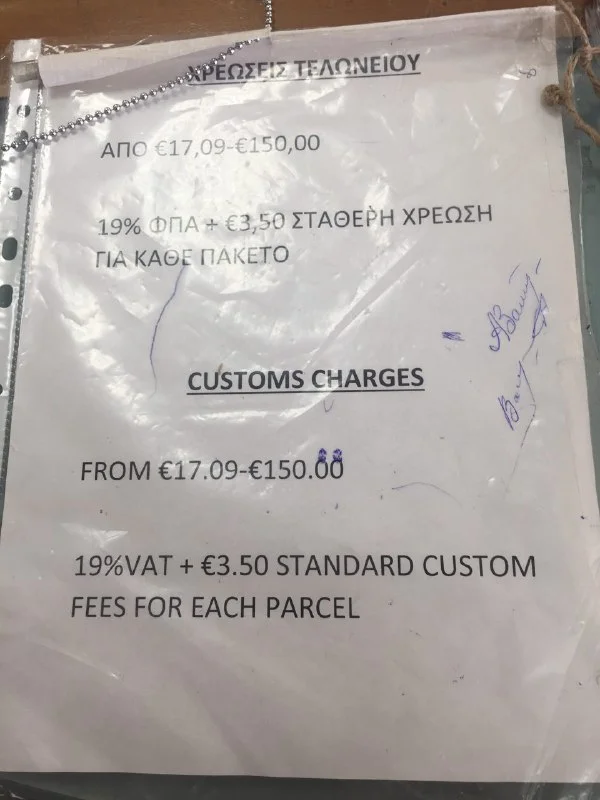 ΧΡΕΩΣΕΙΣ ΤΕΛΩΝΕΙΟΥ
ΑΠΟ €17,09-€150,00
19% ΦΠΑ + €3,50 ΣΤΑΘΕΡΗ ΧΡΕΩΣΗ
ΓΙΑ ΚΑΘΕ ΠΑΚΕΤΟ
CUSTOMS CHARGES
FROM €17.09-€150.00
19%VAT + €3.50 STANDARD CUSTOM
FEES FOR EACH PARCEL